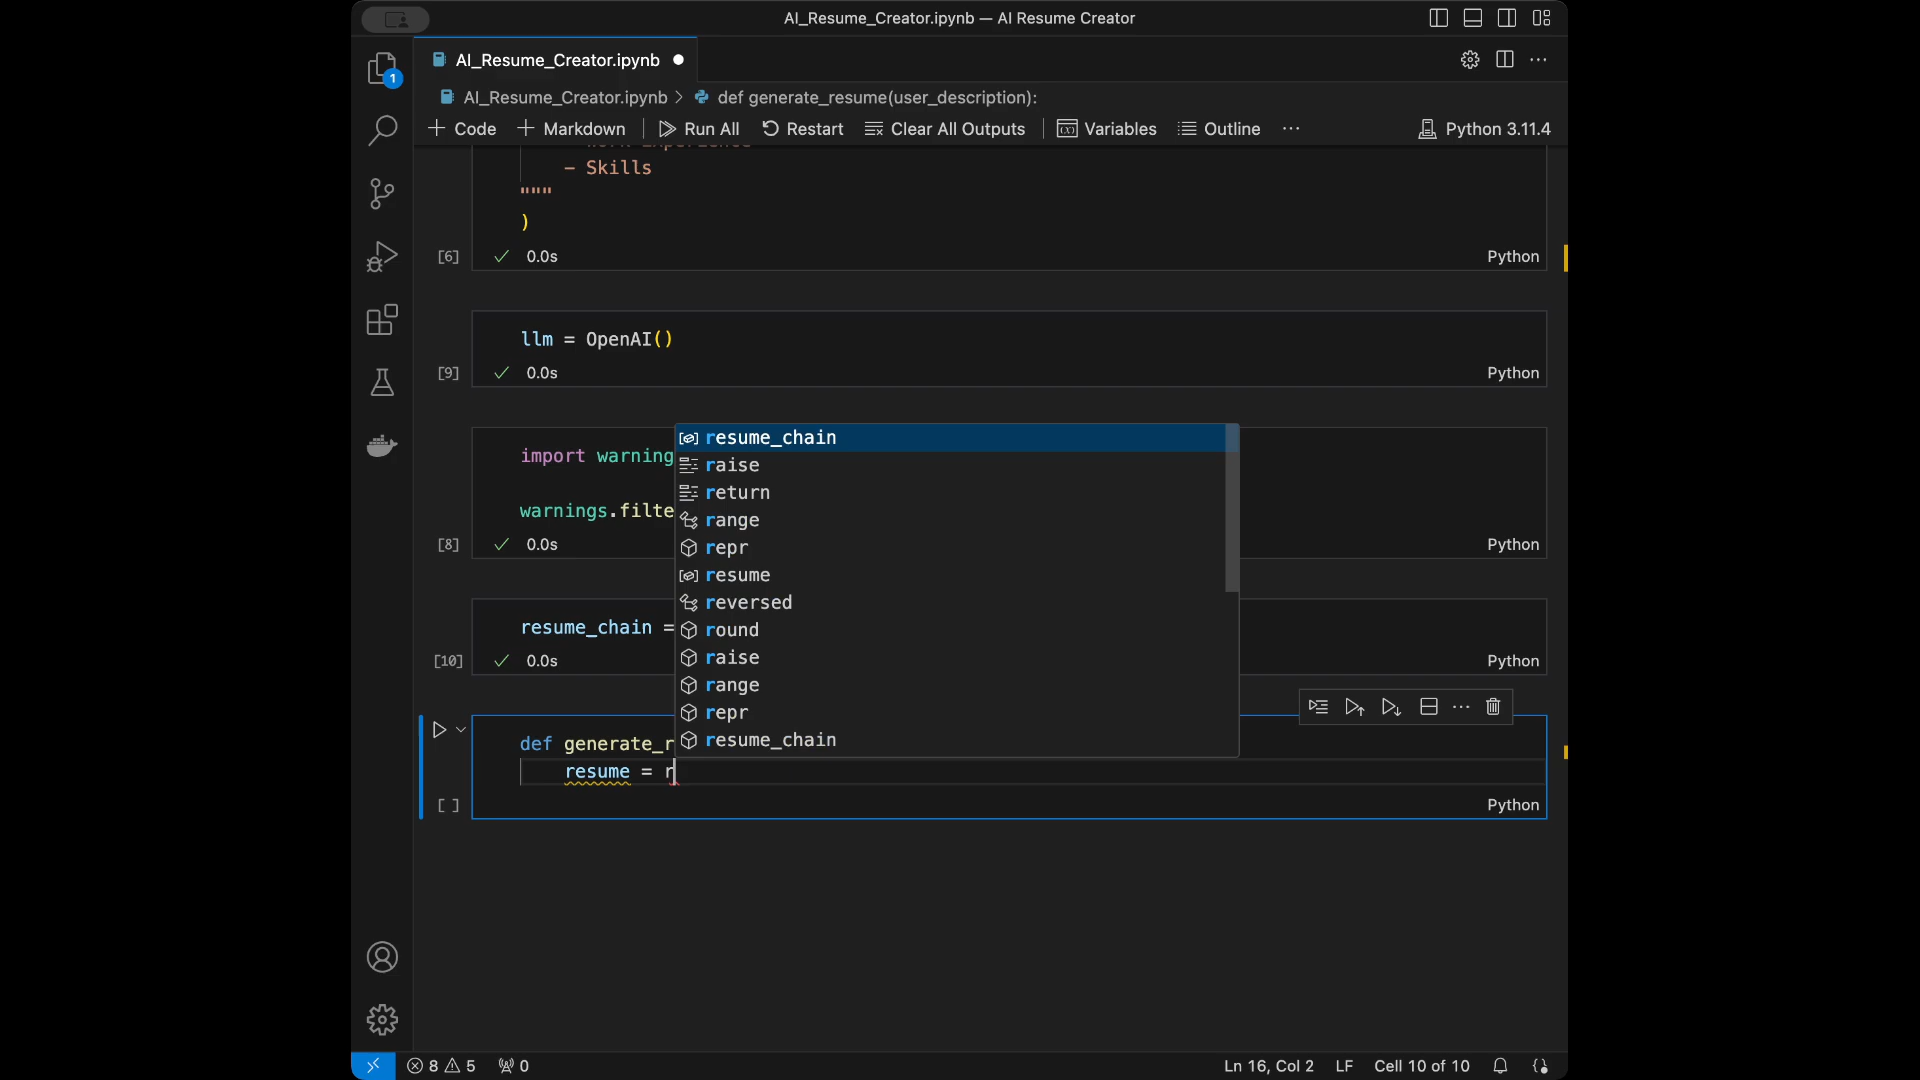 AI_Resume_Creator.ipynb — AI Resume Creator
AI_Resume_Creator.ipynb
1
AI_Resume_Creator.ipynb > def generate_resume(user_description):
Code Markdown Run All Restart Clear All Outputs Variables Outline ... Python 3.11.4
- Skills
"""
)
[6] 0.0s Python
llm = OpenAI()
[9] 0.0s Python
import warning
warnings.filte
[8] 0.0s Python
resume_chain =
[10] 0.0s Python
resume_chain
raise
return
range
repr
resume
reversed
round
raise
range
repr
resume_chain
def generate_r
resume = r
[ ] Python
8 5 0 Ln 16, Col 2 LF Cell 10 of 10